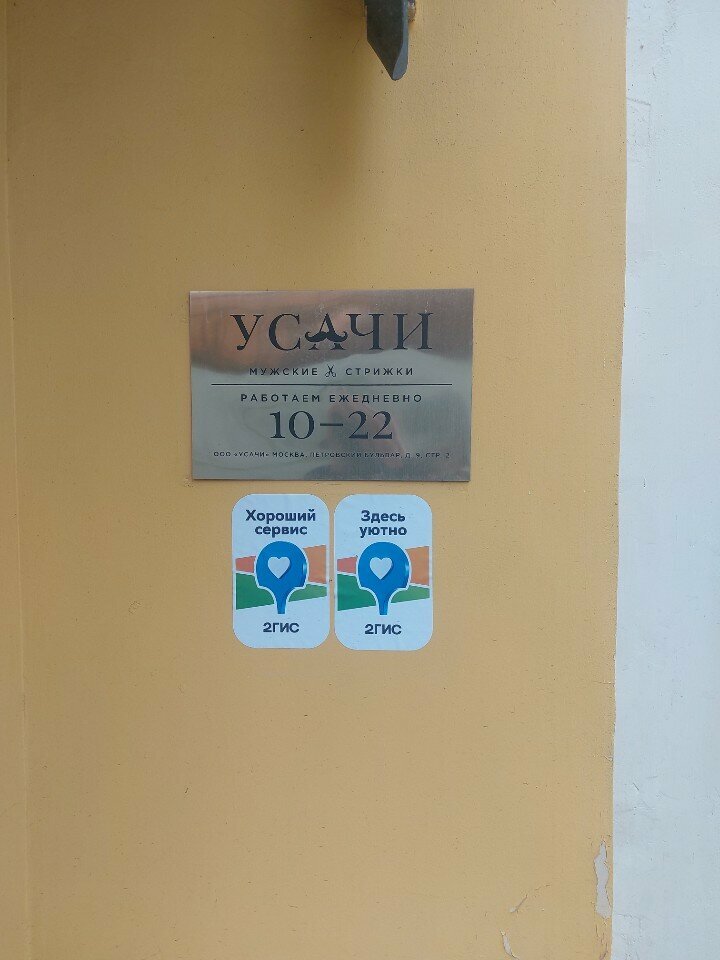 УСАЧИ
МУЖСКИЕ СТРИЖКИ
РАБОТАЕМ ЕЖЕДНЕВНО
10–22
ООО «УСАЧИ» МОСКВА, ПЕТРОВСКИЙ БУЛЬВАР, Д. 9, СТР. 2
Хороший
сервис
2ГИС
Здесь
уютно
2ГИС